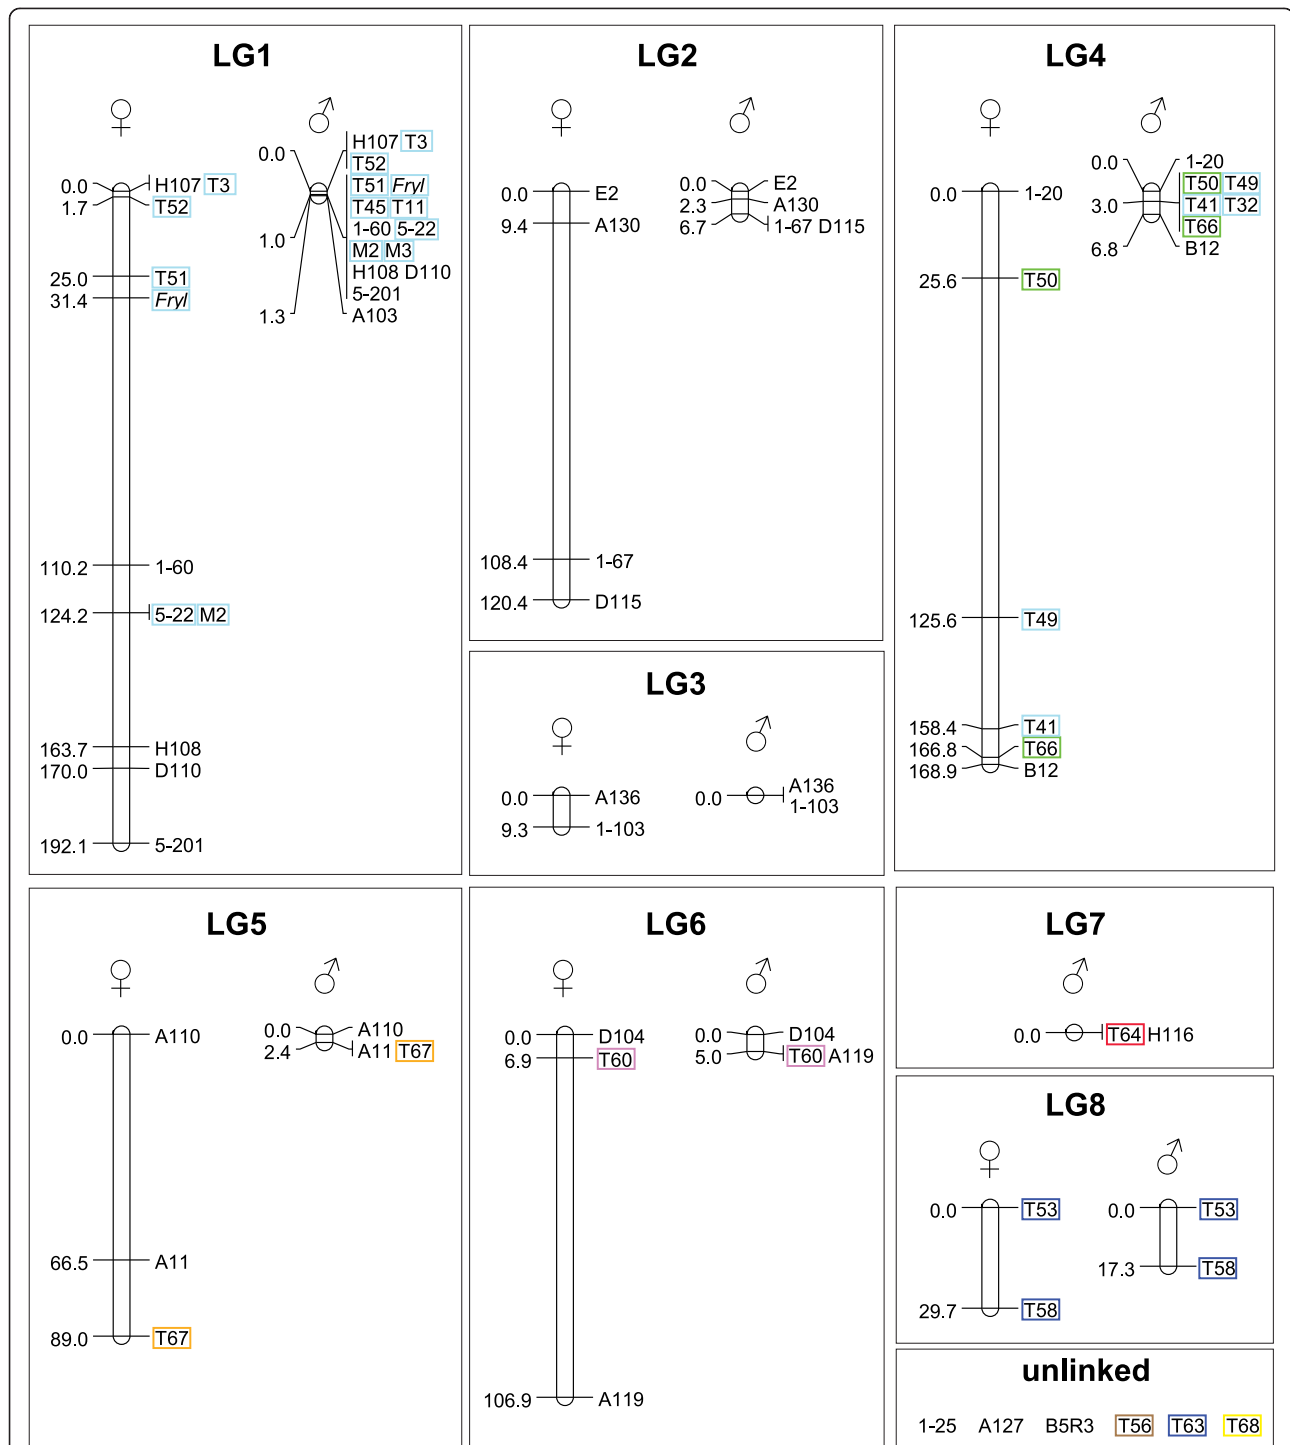 LG1
♀ ♂
0.0 H107 T3
1.7 T52
25.0 T51
31.4 Fryl
110.2 1-60
124.2 5-22 M2
163.7 H108
170.0 D110
192.1 5-201
0.0 H107 T3
T52
T51 Fryl
T45 T11
1.0 1-60 5-22
M2 M3
H108 D110
5-201
1.3 A103
LG2
♀ ♂
0.0 E2
9.4 A130
108.4 1-67
120.4 D115
0.0 E2
2.3 A130
6.7 1-67 D115
LG4
♀ ♂
0.0 1-20
25.6 T50
125.6 T49
158.4 T41
166.8 T66
168.9 B12
0.0 1-20
T50 T49
3.0 T41 T32
T66
6.8 B12
LG3
♀ ♂
0.0 A136
9.3 1-103
0.0 A136
1-103
LG5
♀ ♂
0.0 A110
66.5 A11
89.0 T67
0.0 A110
2.4 A11 T67
LG6
♀ ♂
0.0 D104
6.9 T60
106.9 A119
0.0 D104
5.0 T60 A119
LG7
♂
0.0 T64 H116
LG8
♀ ♂
0.0 T53
29.7 T58
0.0 T53
17.3 T58
unlinked
1-25 A127 B5R3 T56 T63 T68